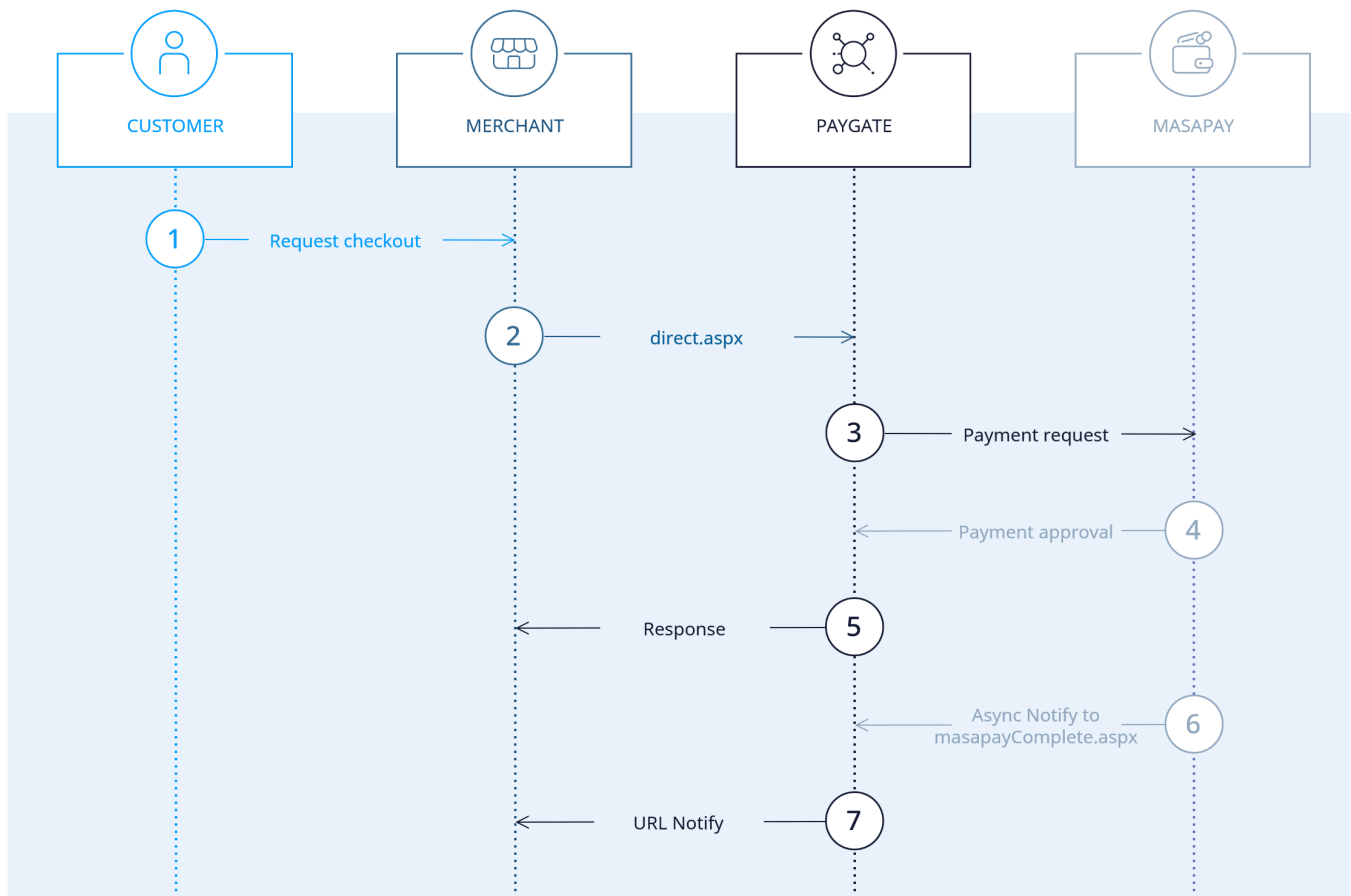 CUSTOMER
MERCHANT
PAYGATE
MASAPAY
1
Request checkout
2
direct.aspx
3
Payment request
Payment approval
4
Response
5
Async Notify to
masapayComplete.aspx
6
URL Notify
7